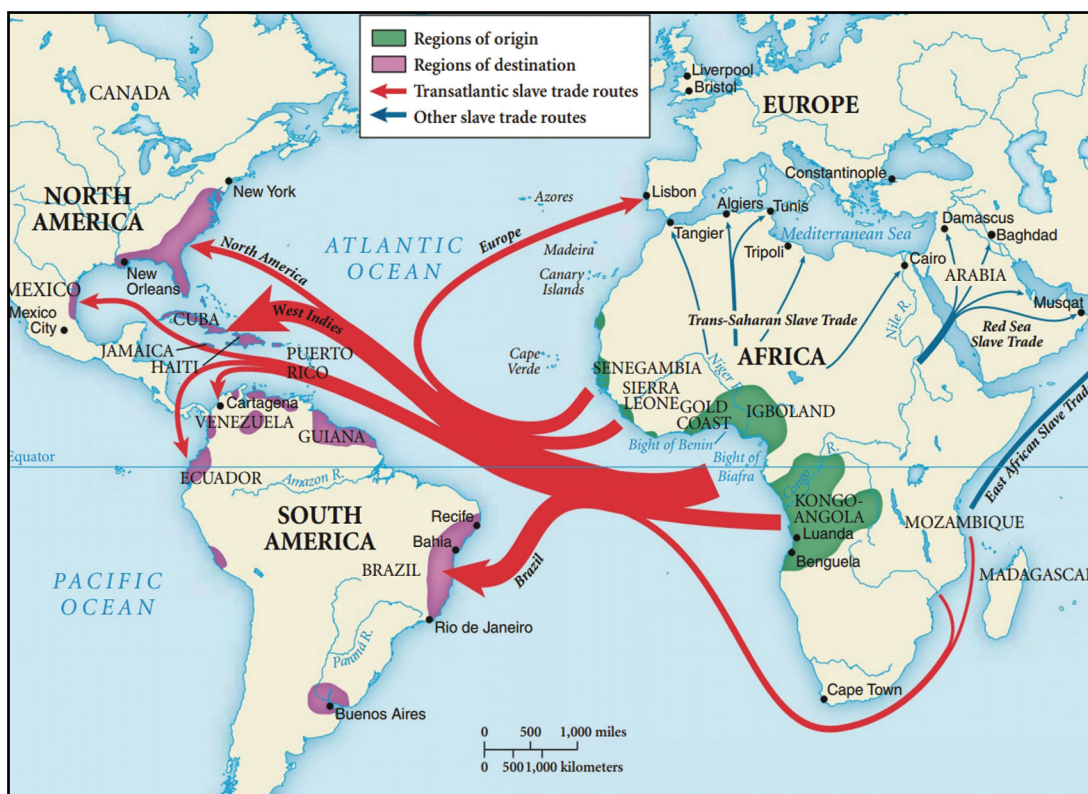 Regions of origin
Regions of destination
Transatlantic slave trade routes
Other slave trade routes
CANADA
NORTH
AMERICA
New York
New
Orleans
MEXICO
Mexico
City
CUBA
JAMAICA
HAITI
PUERTO
RICO
Cartagena
VENEZUELA
GUIANA
Equator
ECUADOR
Amazon R.
SOUTH
AMERICA
Recife
Bahia
BRAZIL
Rio de Janeiro
Paraná R.
Buenos Aires
PACIFIC
OCEAN
ATLANTIC
OCEAN
North America
West Indies
Europe
Brazil
Azores
Madeira
Canary
Islands
Cape
Verde
Liverpool
Bristol
EUROPE
Lisbon
Constantinople
Algiers
Tunis
Tangier
Tripoli
Mediterranean Sea
Damascus
Baghdad
Cairo
ARABIA
Musqat
Nile R.
Red Sea
Slave Trade
Trans-Saharan Slave Trade
AFRICA
SENEGAMBIA
SIERRA
LEONE
GOLD
COAST
Niger R.
IGBOLAND
Bight of Benin
Bight of
Biafra
Congo R.
KONGO-
ANGOLA
Luanda
Benguela
MOZAMBIQUE
MADAGASCAR
East African Slave Trad
Cape Town
0 500 1,000 miles
0 500 1,000 kilometers